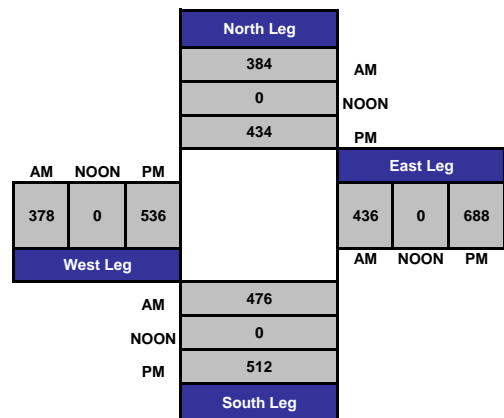 North Leg
384 AM
0 NOON
434 PM
AM NOON PM
East Leg
378 0 536
436 0 688
West Leg
AM NOON PM
AM 476
NOON 0
PM 512
South Leg